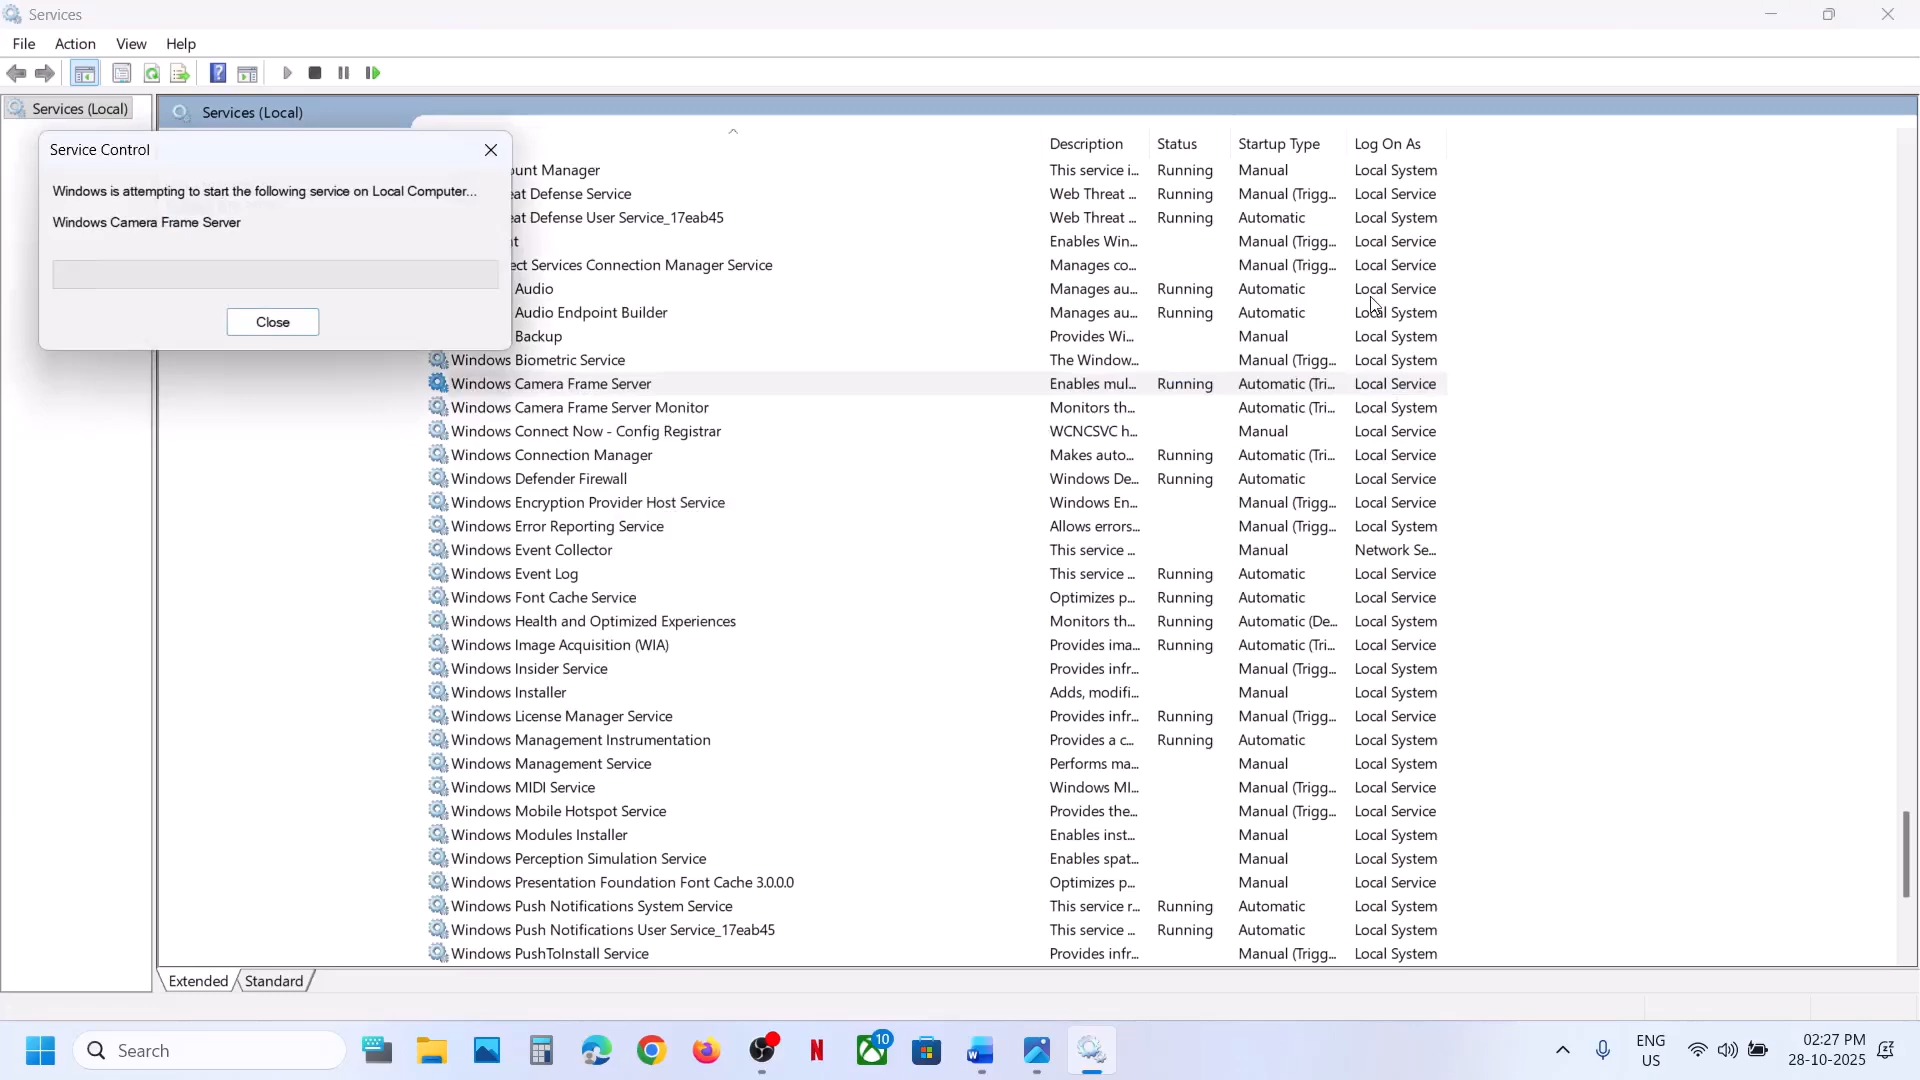 Services
File Action View Help
Services (Local)
Services (Local)
Service Control
Windows is attempting to start the following service on Local Computer...
Windows Camera Frame Server
Close
Description Status Startup Type Log On As
ount Manager This service i... Running Manual Local System
eat Defense Service Web Threat ... Running Manual (Trigg... Local Service
eat Defense User Service_17eab45 Web Threat ... Running Automatic Local System
t Enables Win... Manual (Trigg... Local Service
ect Services Connection Manager Service Manages co... Manual (Trigg... Local Service
Audio Manages au... Running Automatic Local Service
Audio Endpoint Builder Manages au... Running Automatic Local System
Backup Provides Wi... Manual Local System
Windows Biometric Service The Window... Manual (Trigg... Local System
Windows Camera Frame Server Enables mul... Running Automatic (Tri... Local Service
Windows Camera Frame Server Monitor Monitors th... Automatic (Tri... Local System
Windows Connect Now - Config Registrar WCNCSVC h... Manual Local Service
Windows Connection Manager Makes auto... Running Automatic (Tri... Local Service
Windows Defender Firewall Windows De... Running Automatic Local Service
Windows Encryption Provider Host Service Windows En... Manual (Trigg... Local Service
Windows Error Reporting Service Allows errors... Manual (Trigg... Local System
Windows Event Collector This service ... Manual Network Se...
Windows Event Log This service ... Running Automatic Local Service
Windows Font Cache Service Optimizes p... Running Automatic Local Service
Windows Health and Optimized Experiences Monitors th... Running Automatic (De... Local System
Windows Image Acquisition (WIA) Provides ima... Running Automatic (Tri... Local Service
Windows Insider Service Provides infr... Manual (Trigg... Local System
Windows Installer Adds, modifi... Manual Local System
Windows License Manager Service Provides infr... Running Manual (Trigg... Local Service
Windows Management Instrumentation Provides a c... Running Automatic Local System
Windows Management Service Performs ma... Manual Local System
Windows MIDI Service Windows MI... Manual (Trigg... Local Service
Windows Mobile Hotspot Service Provides the... Manual (Trigg... Local Service
Windows Modules Installer Enables inst... Manual Local System
Windows Perception Simulation Service Enables spat... Manual Local System
Windows Presentation Foundation Font Cache 3.0.0.0 Optimizes p... Manual Local Service
Windows Push Notifications System Service This service r... Running Automatic Local System
Windows Push Notifications User Service_17eab45 This service ... Running Automatic Local System
Windows PushToInstall Service Provides infr... Manual (Trigg... Local System
Extended Standard
Search
10
ENG
US
02:27 PM
28-10-2025